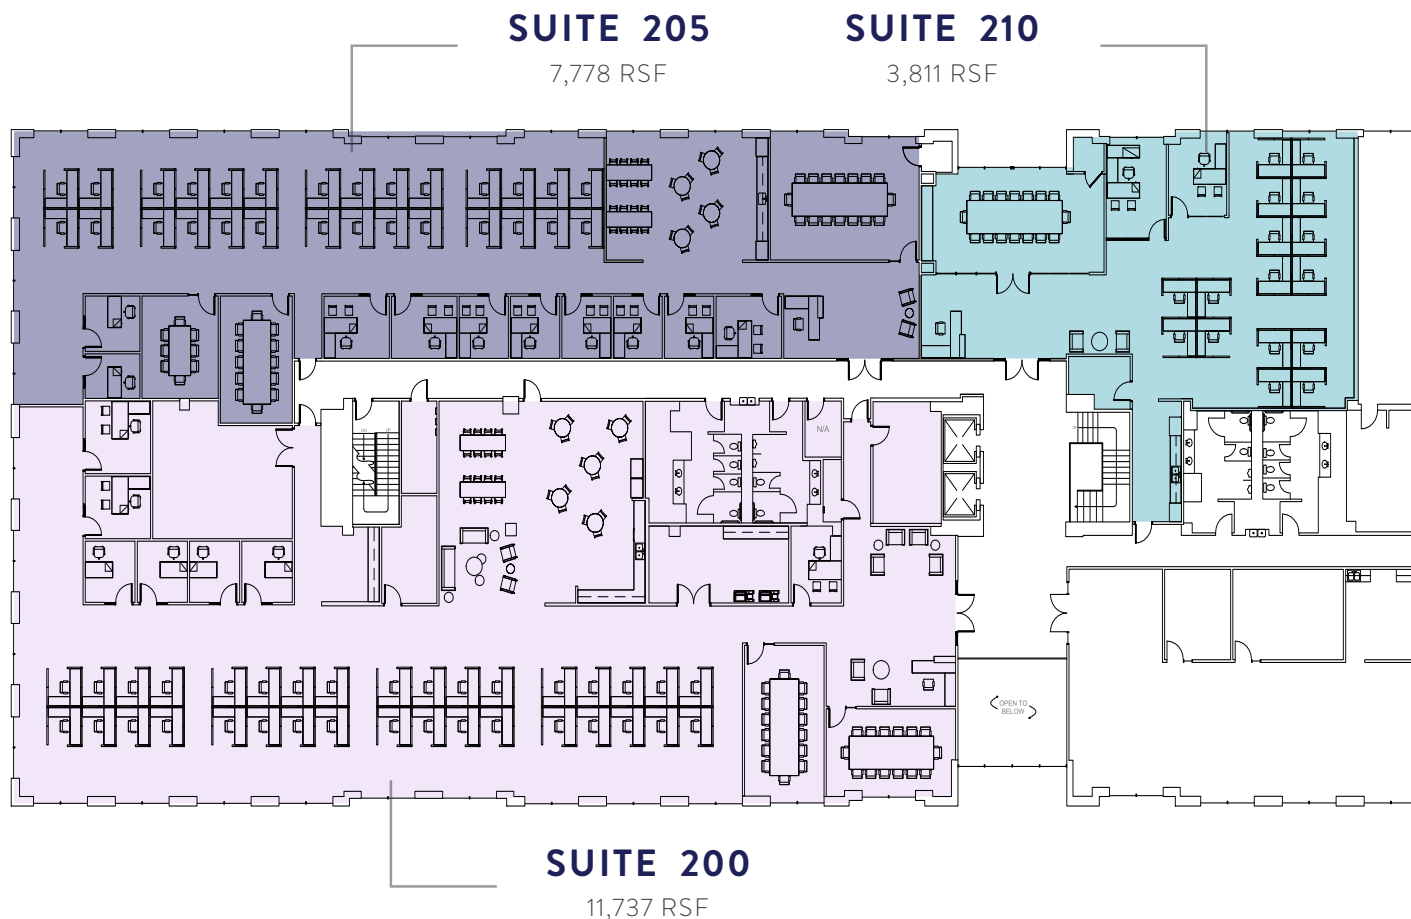 SUITE 205
7,778 RSF
SUITE 210
3,811 RSF
N/A
OPEN TO
BELOW
SUITE 200
11,737 RSF